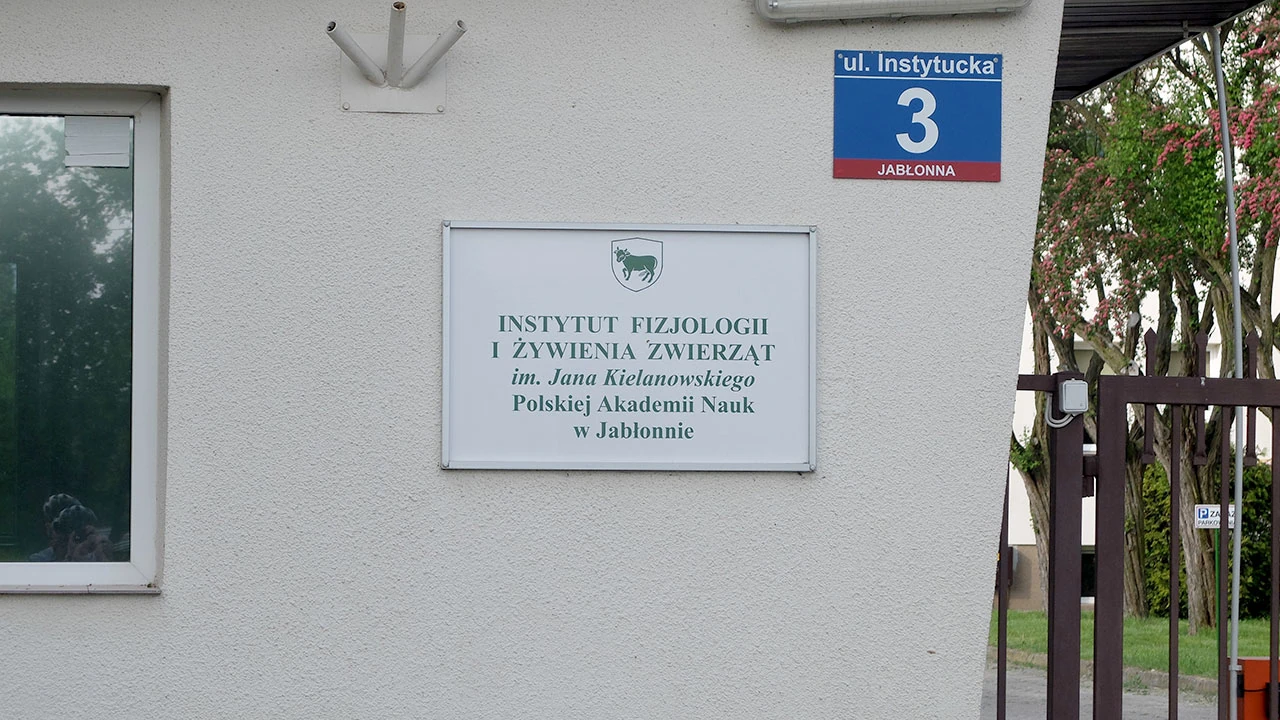 ul. Instytucka
3
JABŁONNA
INSTYTUT FIZJOLOGII
I ŻYWIENIA ZWIERZĄT
im. Jana Kielanowskiego
Polskiej Akademii Nauk
w Jabłonnie
P